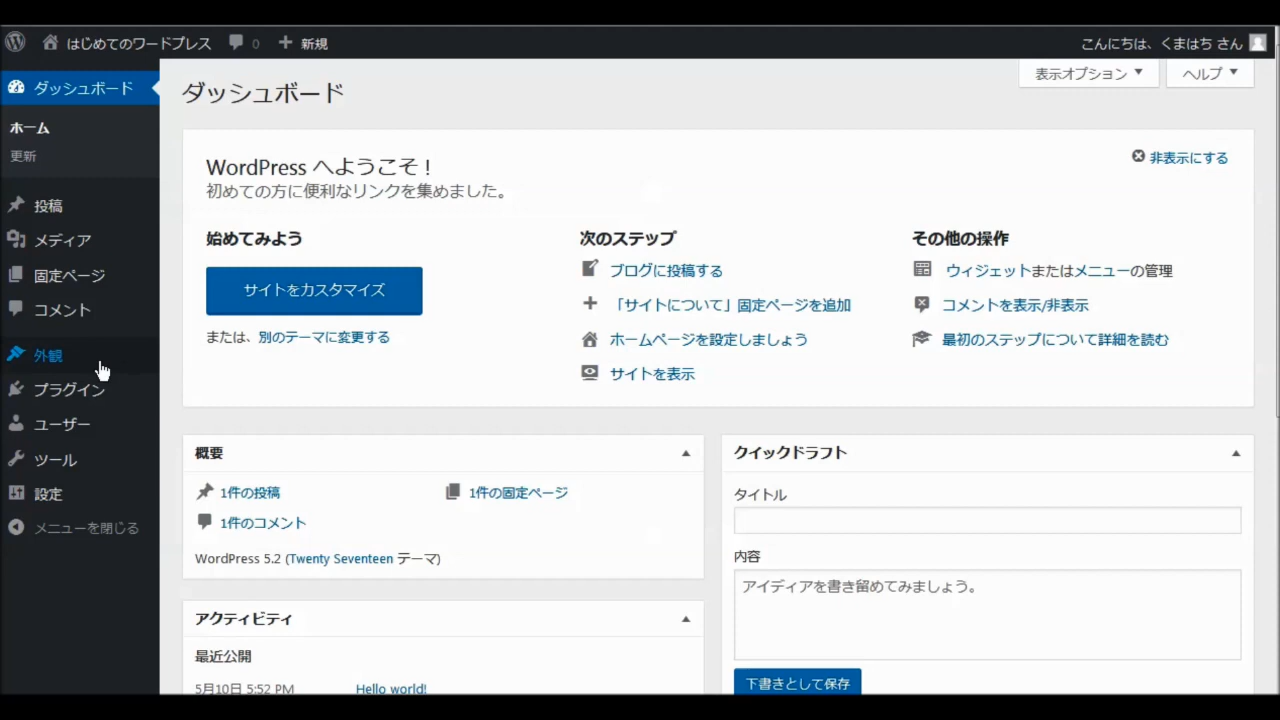 はじめてのワードプレス 0 新規 こんにちは、くまはち さん
ダッシュボード
ホーム
更新
投稿
メディア
固定ページ
コメント
外観
プラグイン
ユーザー
ツール
設定
メニューを閉じる
表示オプション ヘルプ
ダッシュボード
WordPress へようこそ !
初めての方に便利なリンクを集めました。
非表示にする
始めてみよう
サイトをカスタマイズ
または、別のテーマに変更する
次のステップ
ブログに投稿する
「サイトについて」固定ページを追加
ホームページを設定しましょう
サイトを表示
その他の操作
ウィジェットまたはメニューの管理
コメントを表示/非表示
最初のステップについて詳細を読む
概要
1件の投稿 1件の固定ページ
1件のコメント
WordPress 5.2 (Twenty Seventeen テーマ)
アクティビティ
最近公開
5月10日 5:52 PM Hello world!
クイックドラフト
タイトル
内容
アイディアを書き留めてみましょう。
下書きとして保存